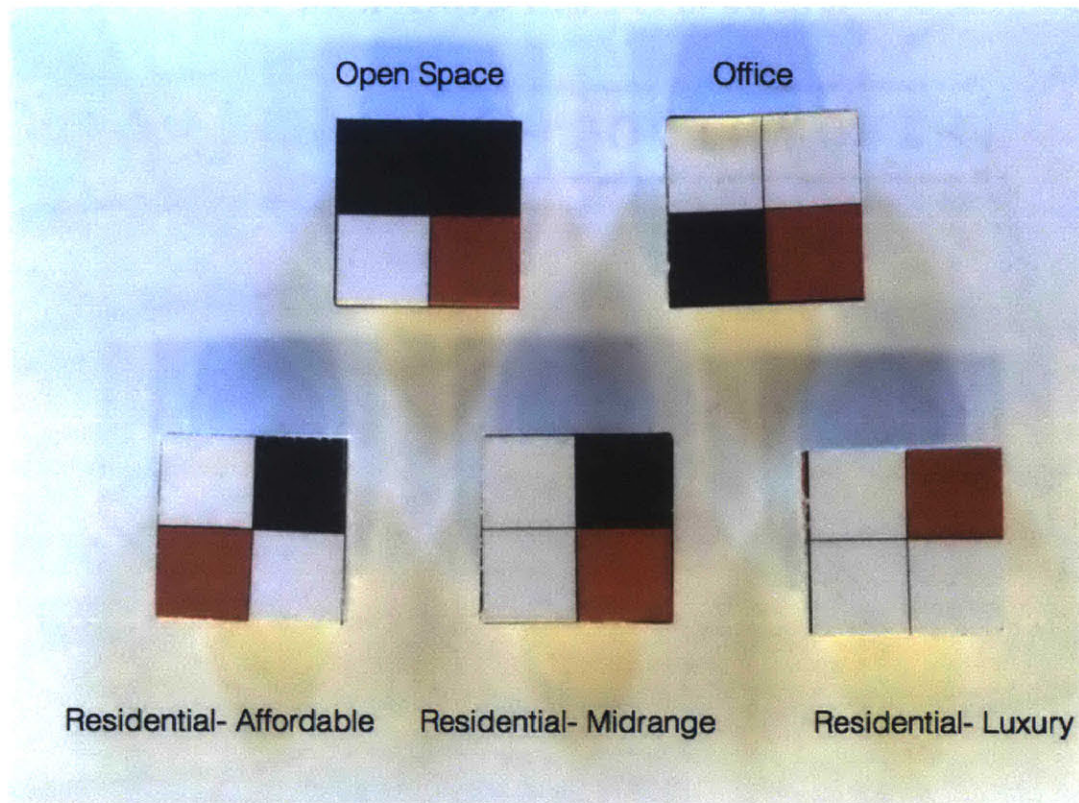 Open Space
Office
Residential- Affordable
Residential- Midrange
Residential- Luxury